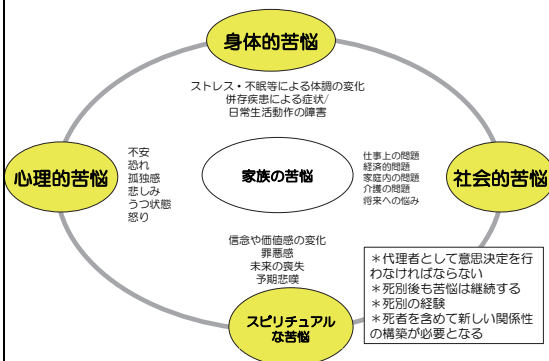 身体的苦悩
ストレス・不眠等による体調の変化
併存疾患による症状/
日常生活動作の障害
心理的苦悩
不安
恐れ
孤独感
悲しみ
うつ状態
怒り
家族の苦悩
仕事上の問題
経済的問題
家庭内の問題
介護の問題
将来への悩み
社会的苦悩
信念や価値感の変化
罪悪感
未来の喪失
予期悲嘆
スピリチュアル
な苦悩
＊代理者として意思決定を行
わなければならない
＊死別後も苦悩は継続する
＊死別の経験
＊死者を含めて新しい関係性
の構築が必要となる